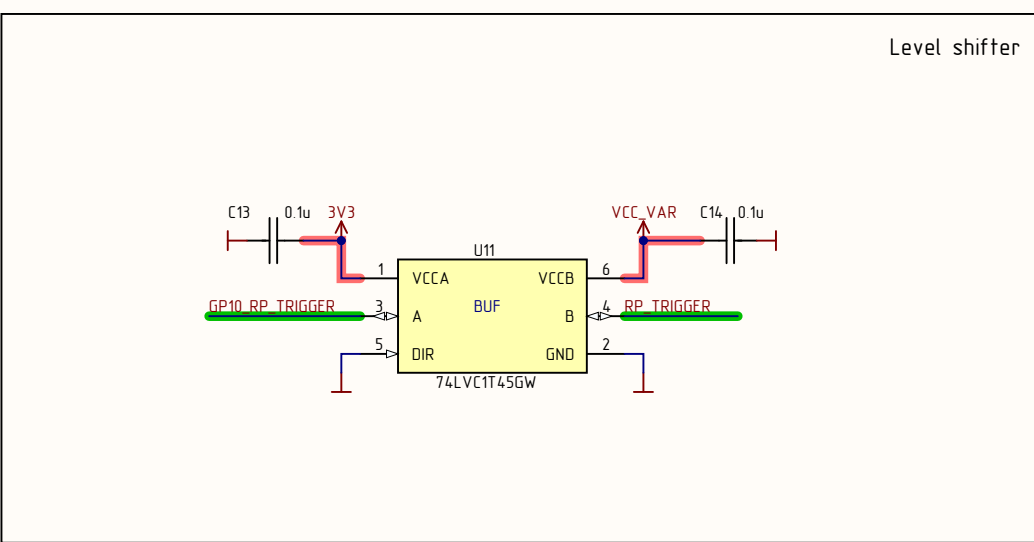 Level shifter
C13 0.1u 3V3
VCC_VAR C14 0.1u
U11
1 VCCA VCCB 6
GP10_RP_TRIGGER 3 A BUF B 4 RP_TRIGGER
5 DIR GND 2
74LVC1T45GW